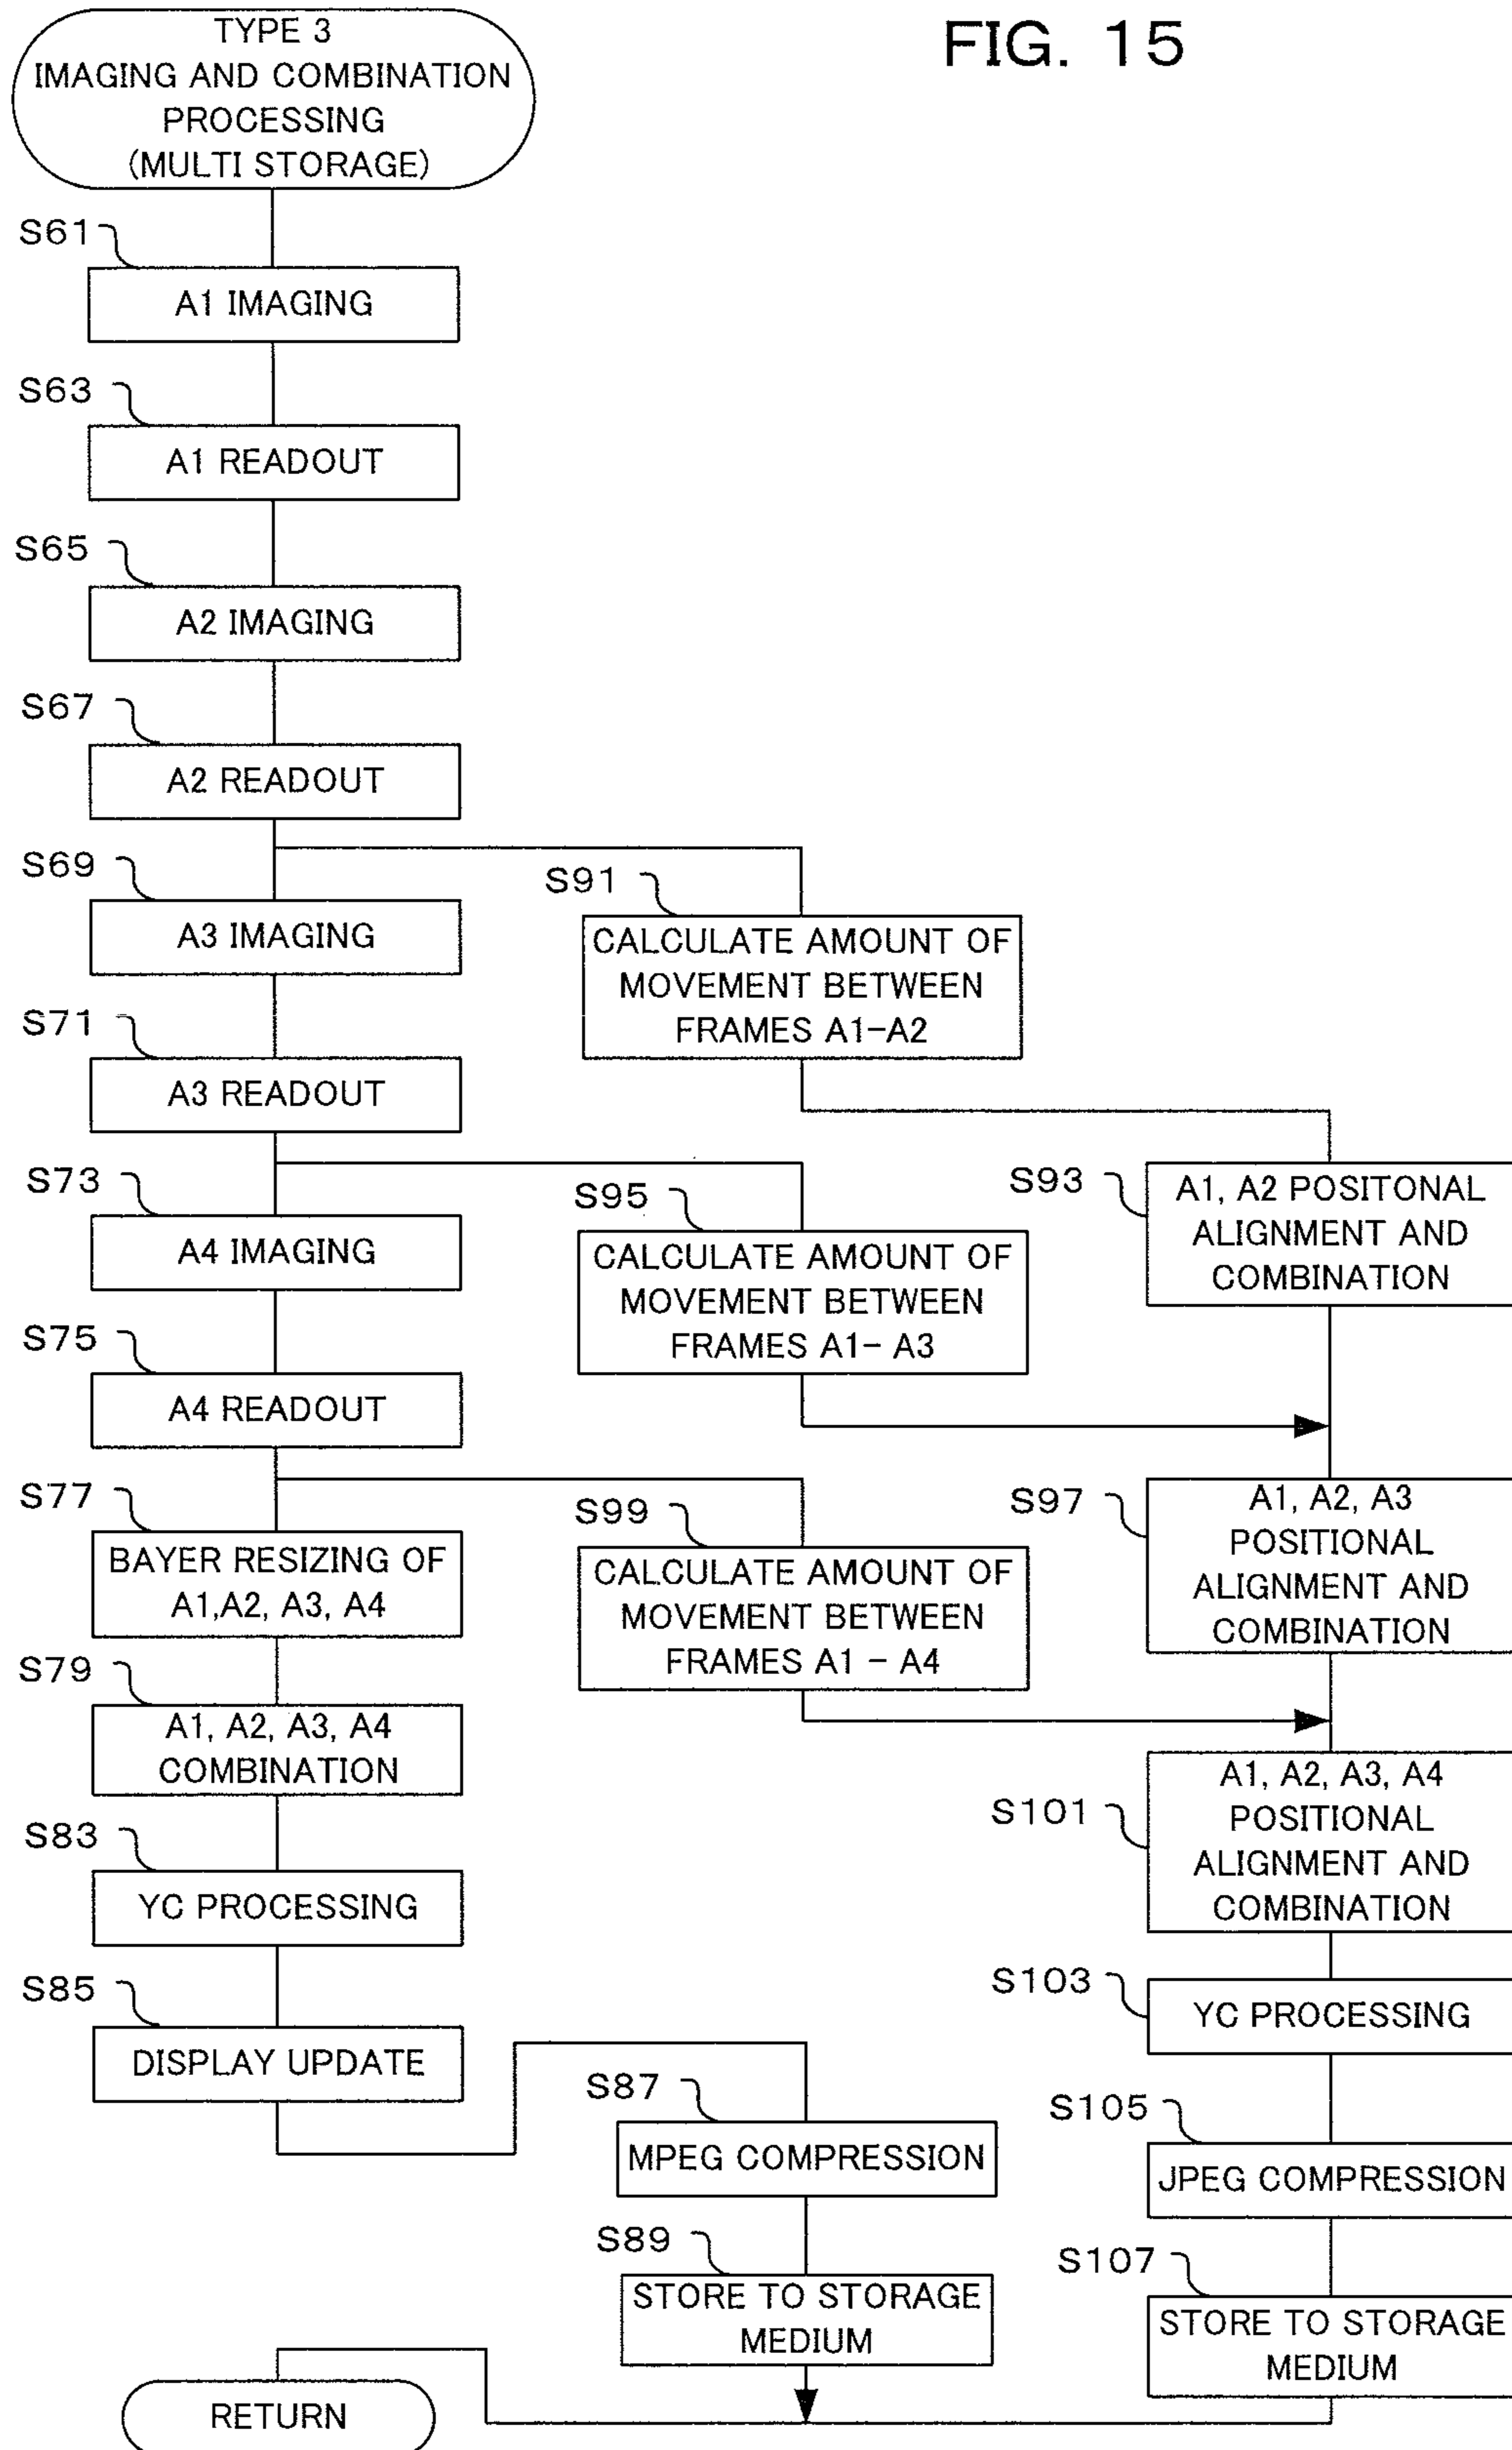 FIG. 15
TYPE 3
IMAGING AND COMBINATION
PROCESSING
(MULTI STORAGE)
S61
A1 IMAGING
S63
A1 READOUT
S65
A2 IMAGING
S67
A2 READOUT
S69
A3 IMAGING
S71
A3 READOUT
S73
A4 IMAGING
S75
A4 READOUT
S77
BAYER RESIZING OF
A1,A2, A3, A4
S79
A1, A2, A3, A4
COMBINATION
S83
YC PROCESSING
S85
DISPLAY UPDATE
S87
MPEG COMPRESSION
S89
STORE TO STORAGE
MEDIUM
S91
CALCULATE AMOUNT OF
MOVEMENT BETWEEN
FRAMES A1-A2
S93
A1, A2 POSITONAL
ALIGNMENT AND
COMBINATION
S95
CALCULATE AMOUNT OF
MOVEMENT BETWEEN
FRAMES A1- A3
S97
A1, A2, A3
POSITIONAL
ALIGNMENT AND
COMBINATION
S99
CALCULATE AMOUNT OF
MOVEMENT BETWEEN
FRAMES A1 - A4
S101
A1, A2, A3, A4
POSITIONAL
ALIGNMENT AND
COMBINATION
S103
YC PROCESSING
S105
JPEG COMPRESSION
S107
STORE TO STORAGE
MEDIUM
RETURN